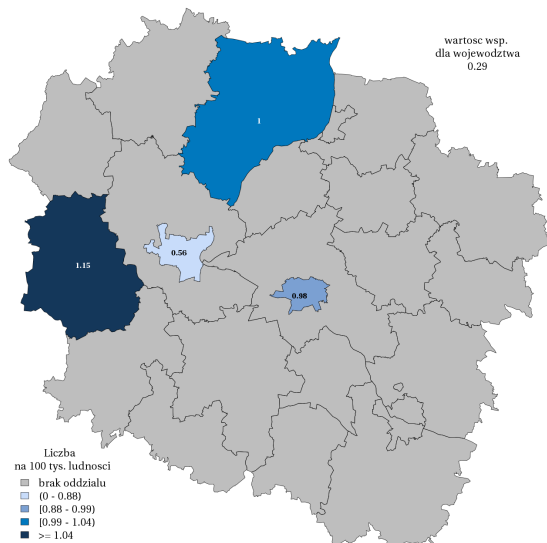 wartosc wsp.
dla wojewodztwa
0.29
1
0.56
1.15
0.98
Liczba
na 100 tys. ludnosci
brak oddzialu
(0 - 0.88)
[0.88 - 0.99)
[0.99 - 1.04)
>= 1.04